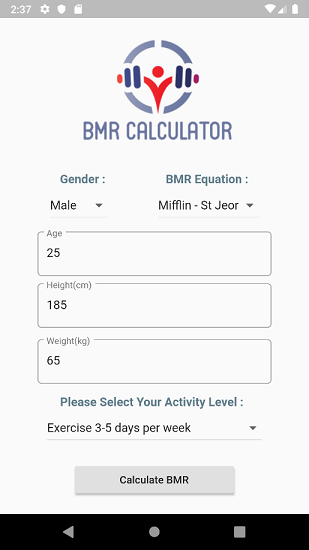 2:37
BMR CALCULATOR
Gender : BMR Equation :
Male Mifflin - St Jeor
Age
25
Height(cm)
185
Weight(kg)
65
Please Select Your Activity Level :
Exercise 3-5 days per week
Calculate BMR